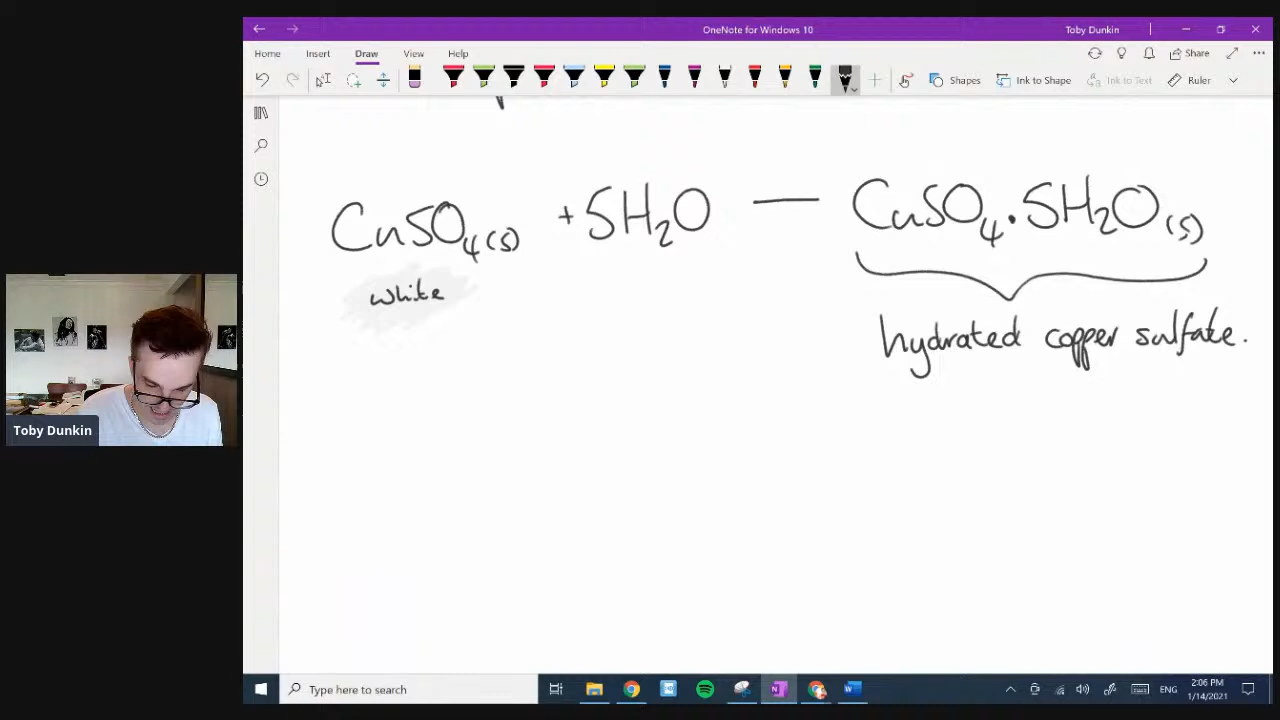 OneNote for Windows 10
Toby Dunkin
Home Insert Draw View Help
Share
Shapes Ink to Shape Ink to Text Ruler
CuSO4(s) + 5H2O — CuSO4·5H2O(s)
white
hydrated copper sulfate.
Toby Dunkin
Type here to search
ENG
2:06 PM
1/14/2021